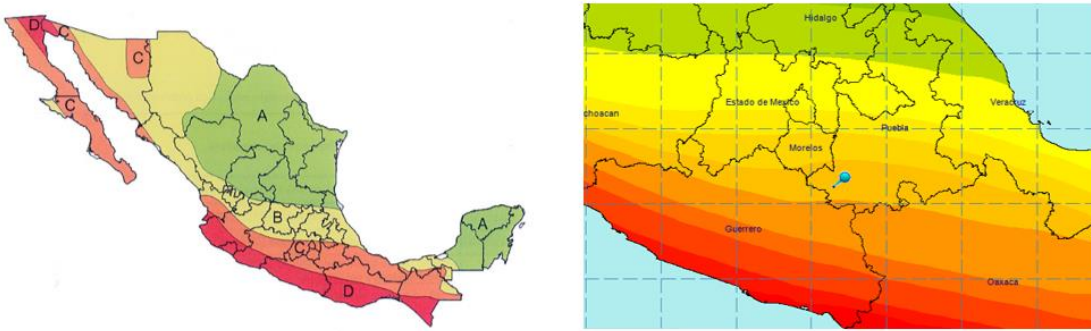 D
C
C
C
A
B
A
C
D
Hidalgo
Estado de Mexico
Veracruz
choacan
Puebla
Morelos
Guerrero
Oaxaca